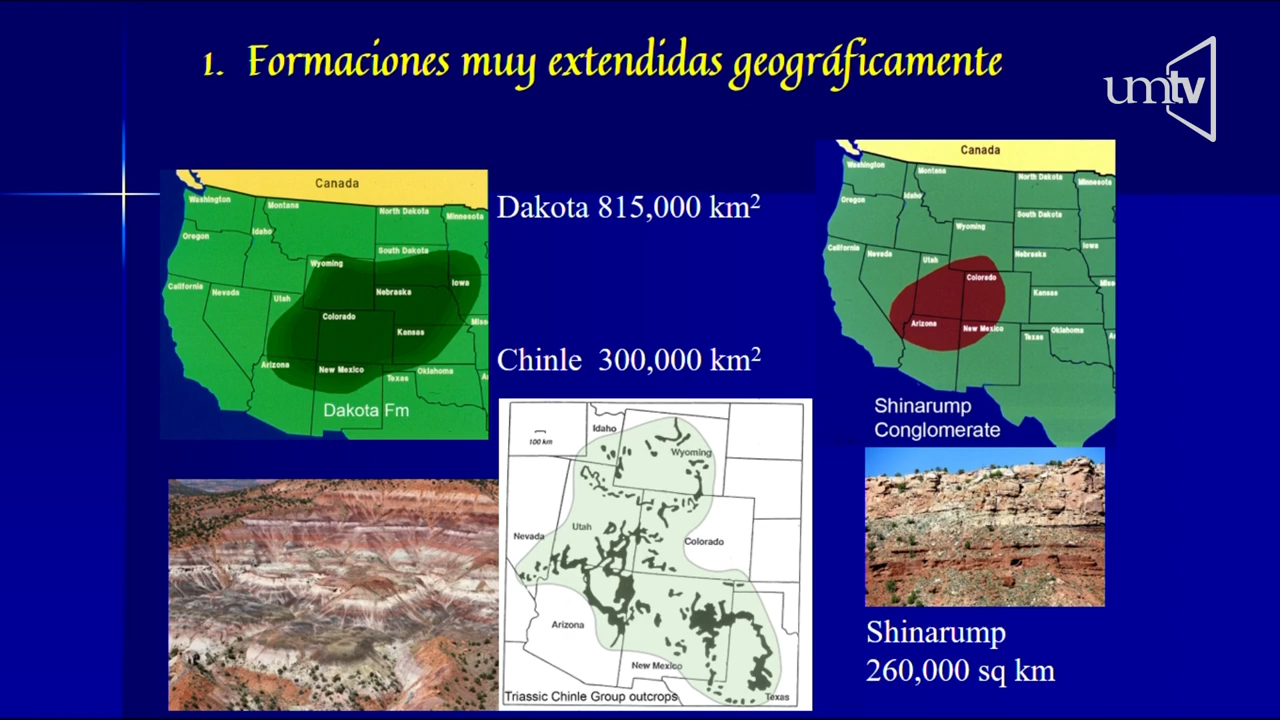 1. Formaciones muy extendidas geográficamente
umtv
Canada
Washington
Montana
North Dakota
Minnesota
Oregon
Idaho
South Dakota
Wyoming
Iowa
California
Nevada
Utah
Nebraska
Colorado
Kansas
Arizona
New Mexico
Texas
Oklahoma
Dakota Fm
Dakota 815,000 km²
Chinle 300,000 km²
Canada
Washington
Montana
North Dakota
Minnesota
Oregon
Idaho
South Dakota
Wyoming
Iowa
California
Nevada
Utah
Nebraska
Colorado
Kansas
Arizona
New Mexico
Texas
Oklahoma
Shinarump
Conglomerate
100 km
Idaho
Wyoming
Utah
Nevada
Colorado
Arizona
New Mexico
Texas
Triassic Chinle Group outcrops
Shinarump
260,000 sq km